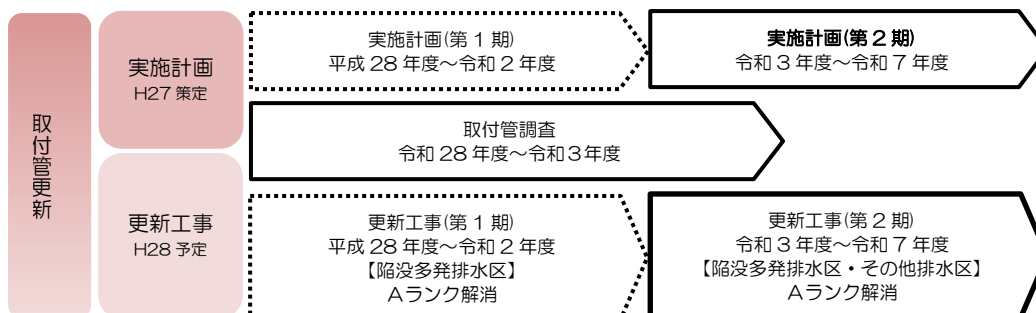 取付管更新
実施計画
H27 策定
実施計画(第１期)
平成 28 年度～令和 2 年度
実施計画(第２期)
令和 3 年度～令和 7 年度
取付管調査
令和 28 年度～令和３年度
更新工事
H28 予定
更新工事(第１期)
平成 28 年度～令和 2 年度
【陥没多発排水区】
Ａランク解消
更新工事(第２期)
令和 3 年度～令和 7 年度
【陥没多発排水区・その他排水区】
Ａランク解消